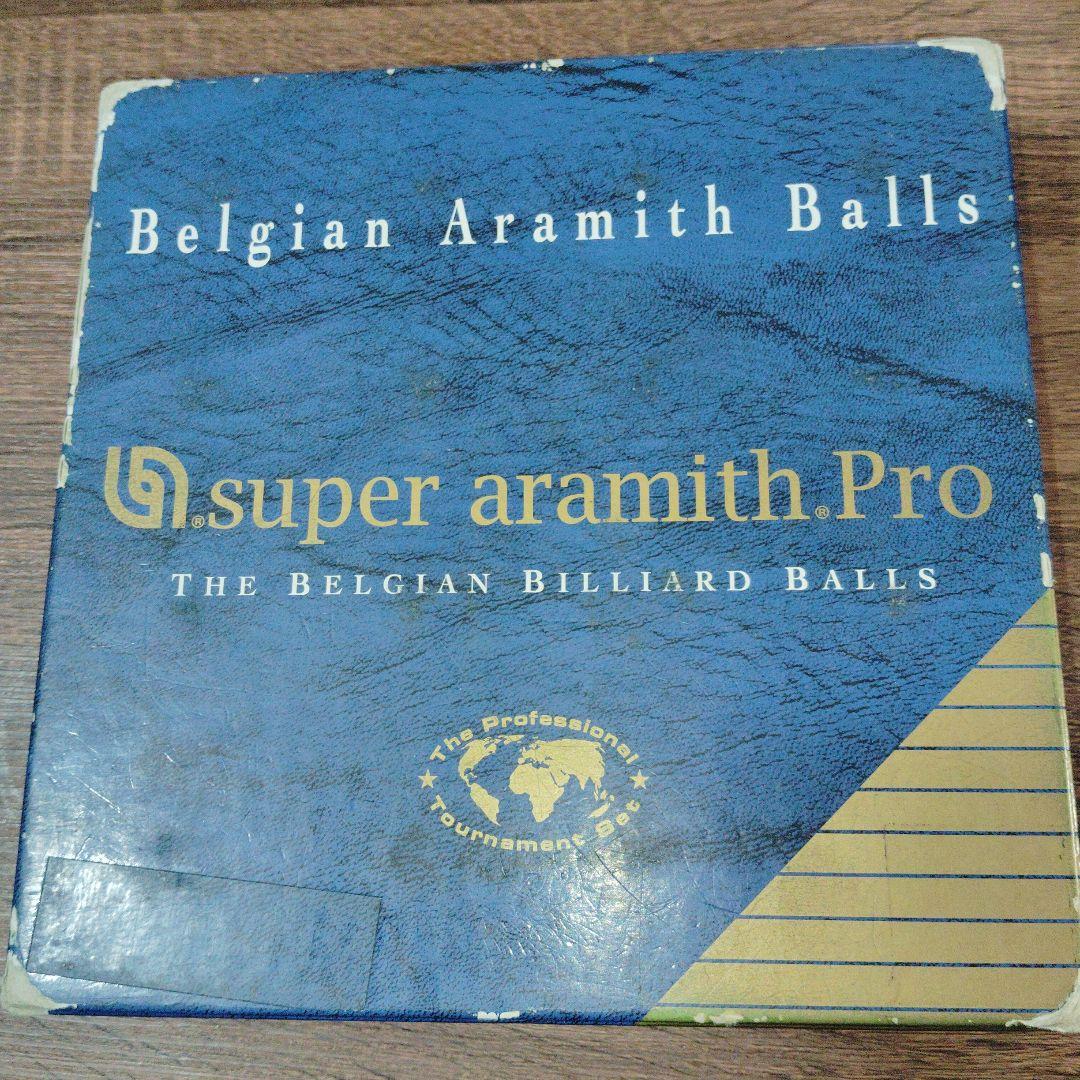 Belgian Aramith Balls
®super aramith®Pro
THE BELGIAN BILLIARD BALLS
The Professional
Tournament Set